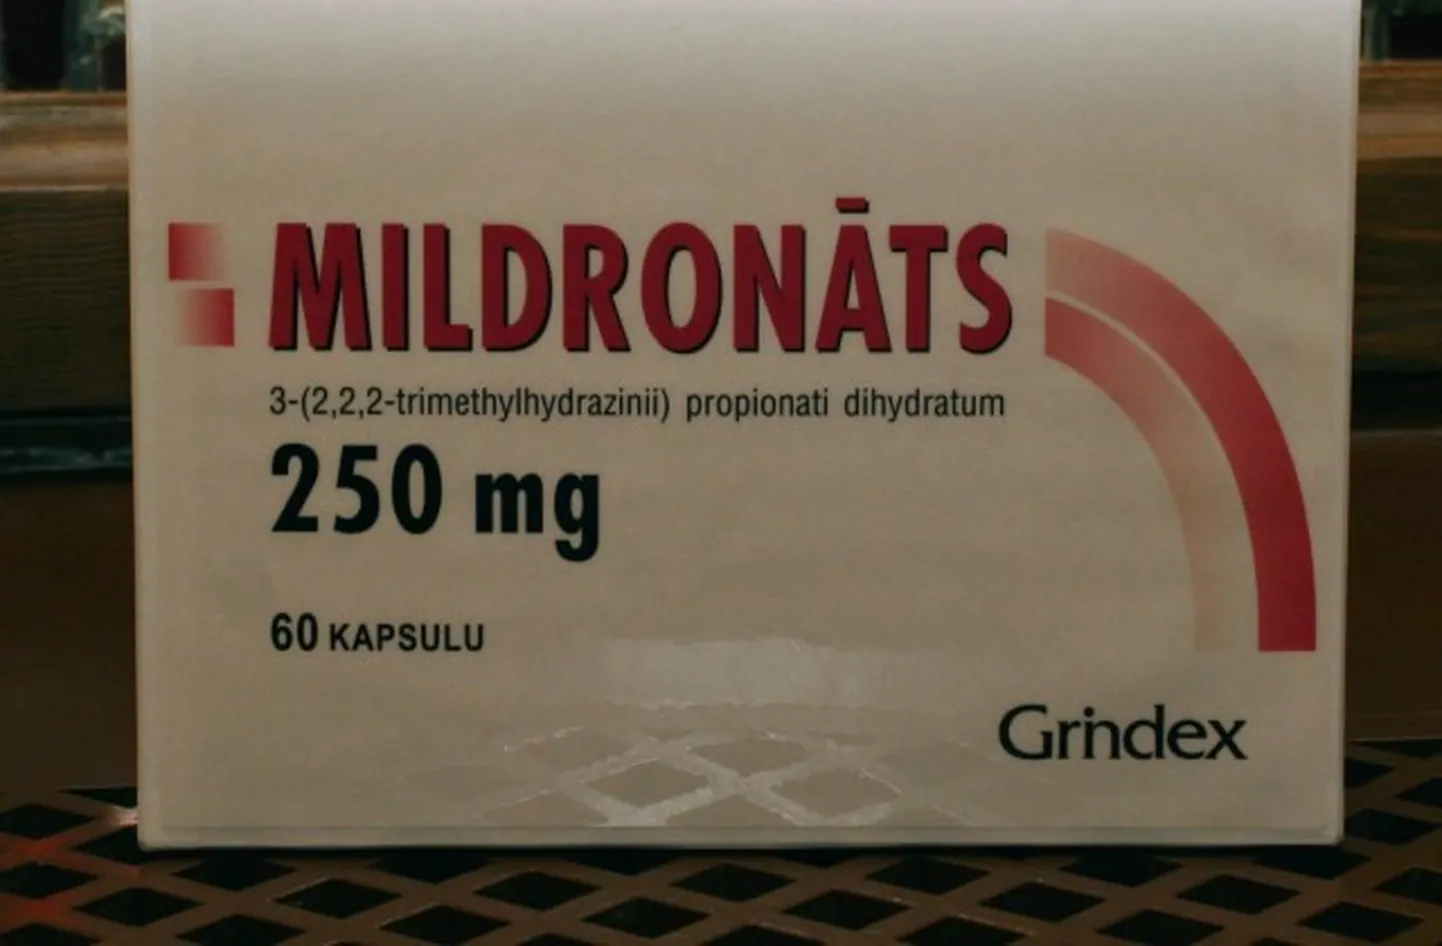 MILDRONĀTS
3-(2,2,2-trimethylhydrazinii) propionati dihydratum
250 mg
60 KAPSULU
Grindex